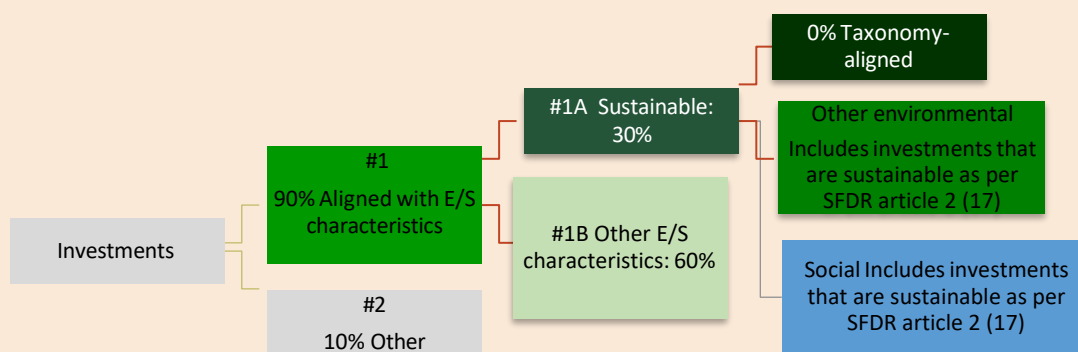 Investments
#1
90% Aligned with E/S
characteristics
#2
10% Other
#1A Sustainable:
30%
#1B Other E/S
characteristics: 60%
0% Taxonomy-
aligned
Other environmental
Includes investments that
are sustainable as per
SFDR article 2 (17)
Social Includes investments
that are sustainable as per
SFDR article 2 (17)